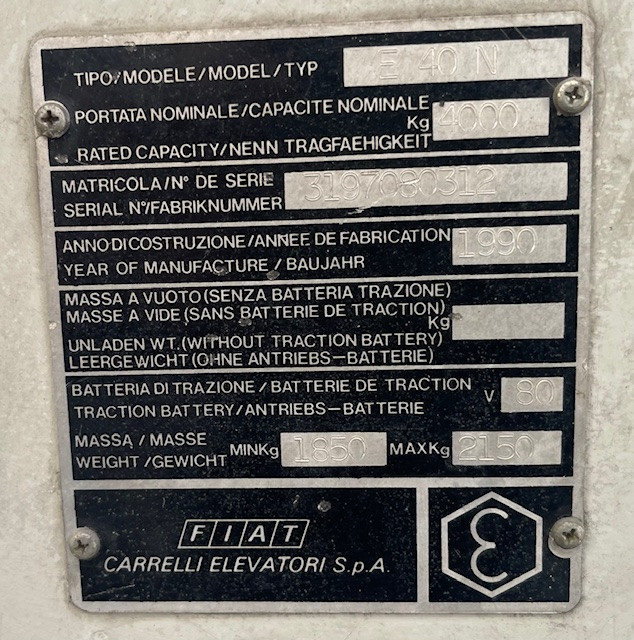 TIPO/MODELE/MODEL/TYP E 40 N
PORTATA NOMINALE/CAPACITE NOMINALE
Kg 4000
RATED CAPACITY/NENN TRAGFAEHIGKEIT
MATRICOLA/N° DE SERIE
SERIAL N°/FABRIKNUMMER 3197080312
ANNO DI COSTRUZIONE/ANNEE DE FABRICATION 1990
YEAR OF MANUFACTURE/BAUJAHR
MASSA A VUOTO (SENZA BATTERIA TRAZIONE)
MASSE A VIDE (SANS BATTERIE DE TRACTION)
Kg
UNLADEN WT. (WITHOUT TRACTION BATTERY)
LEERGEWICHT (OHNE ANTRIEBS-BATTERIE)
BATTERIA DI TRAZIONE/BATTERIE DE TRACTION
V 80
TRACTION BATTERY/ANTRIEBS-BATTERIE
MASSA/MASSE
WEIGHT/GEWICHT MINKg 1850 MAXKg 2150
FIAT
CARRELLI ELEVATORI S.p.A.